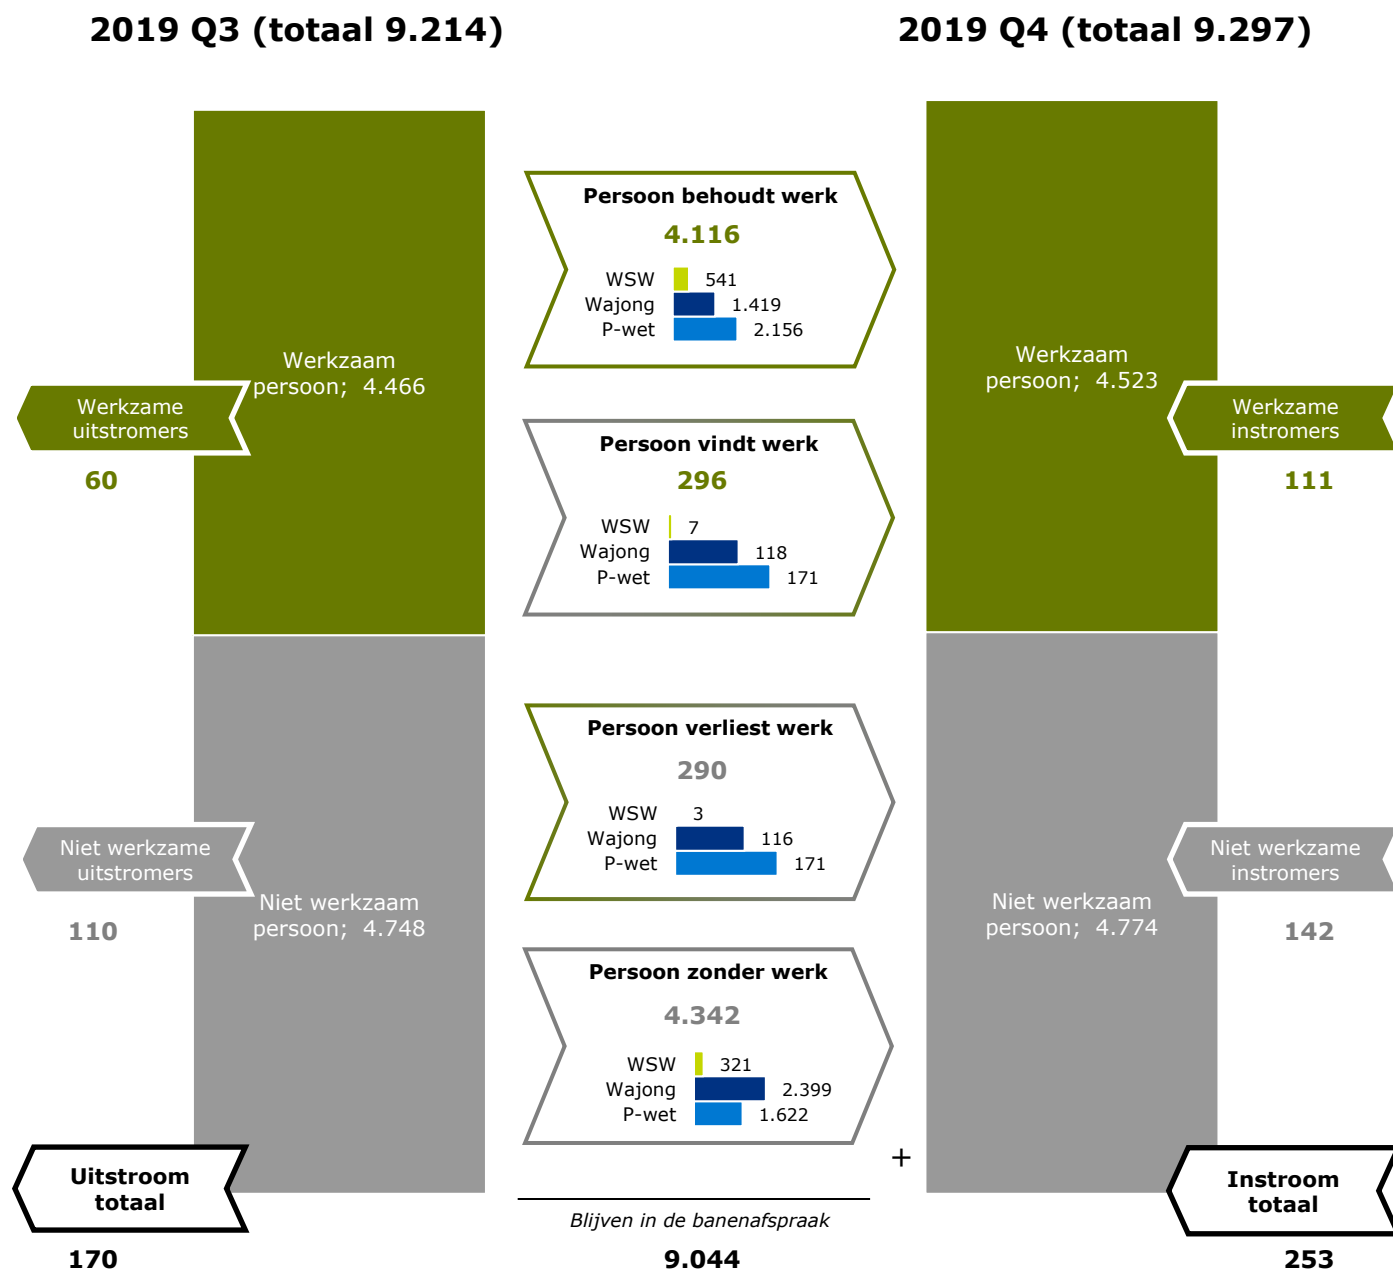 2019 Q3 (totaal 9.214)
2019 Q4 (totaal 9.297)
Werkzaam
persoon; 4.466
Werkzame
uitstromers
60
Niet werkzaam
persoon; 4.748
Niet werkzame
uitstromers
110
Uitstroom
totaal
170
Persoon behoudt werk
4.116
WSW 541
Wajong 1.419
P-wet 2.156
Persoon vindt werk
296
WSW 7
Wajong 118
P-wet 171
Persoon verliest werk
290
WSW 3
Wajong 116
P-wet 171
Persoon zonder werk
4.342
WSW 321
Wajong 2.399
P-wet 1.622
+
Blijven in de banenafspraak
9.044
Werkzaam
persoon; 4.523
Werkzame
instromers
111
Niet werkzaam
persoon; 4.774
Niet werkzame
instromers
142
Instroom
totaal
253